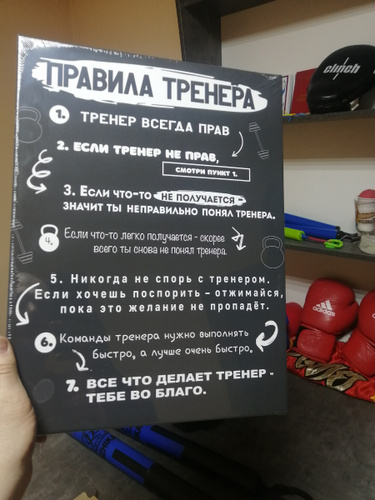 ПРАВИЛА ТРЕНЕРА
1. ТРЕНЕР ВСЕГДА ПРАВ
2. ЕСЛИ ТРЕНЕР НЕ ПРАВ,
СМОТРИ ПУНКТ 1.
3. Если что-то не получается -
значит ты неправильно понял тренера.
4. Если что-то легко получается - скорее
всего ты снова не понял тренера.
5. Никогда не спорь с тренером.
Если хочешь поспорить - отжимайся,
пока это желание не пропадёт.
6. Команды тренера нужно выполнять
быстро, а лучше очень быстро.
7. ВСЕ ЧТО ДЕЛАЕТ ТРЕНЕР -
ТЕБЕ ВО БЛАГО.
clinch
adidas